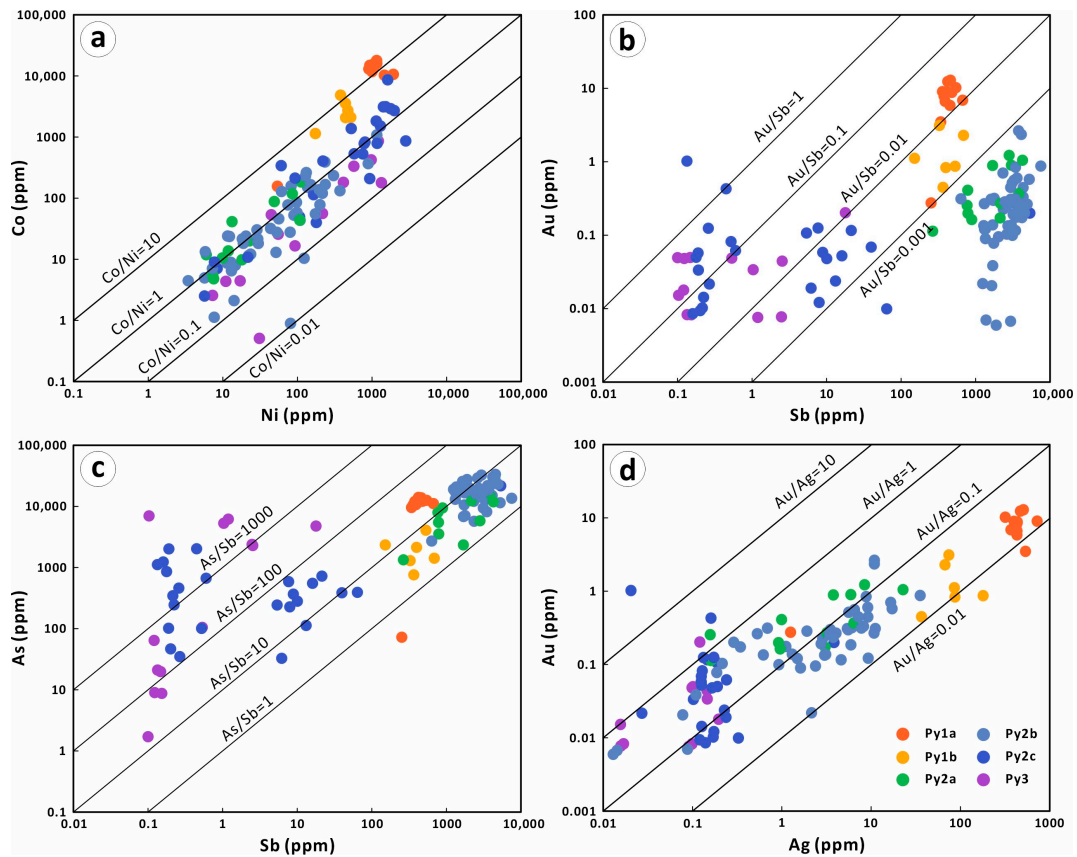 a
100,000
10,000
1000
100
10
1
0.1
Co (ppm)
Co/Ni=10
Co/Ni=1
Co/Ni=0.1
Co/Ni=0.01
0.1
1
10
100
1000
10,000
100,000
Ni (ppm)
b
100
10
1
0.1
0.01
0.001
Au (ppm)
Au/Sb=1
Au/Sb=0.1
Au/Sb=0.01
Au/Sb=0.001
0.01
0.1
1
10
100
1000
10,000
Sb (ppm)
c
100,000
10,000
1000
100
10
1
0.1
As (ppm)
As/Sb=1000
As/Sb=100
As/Sb=10
As/Sb=1
0.01
0.1
1
10
100
1000
10,000
Sb (ppm)
d
100
10
1
0.1
0.01
0.001
Au (ppm)
Au/Ag=10
Au/Ag=1
Au/Ag=0.1
Au/Ag=0.01
Py1a
Py1b
Py2a
Py2b
Py2c
Py3
0.01
0.1
1
10
100
1000
Ag (ppm)